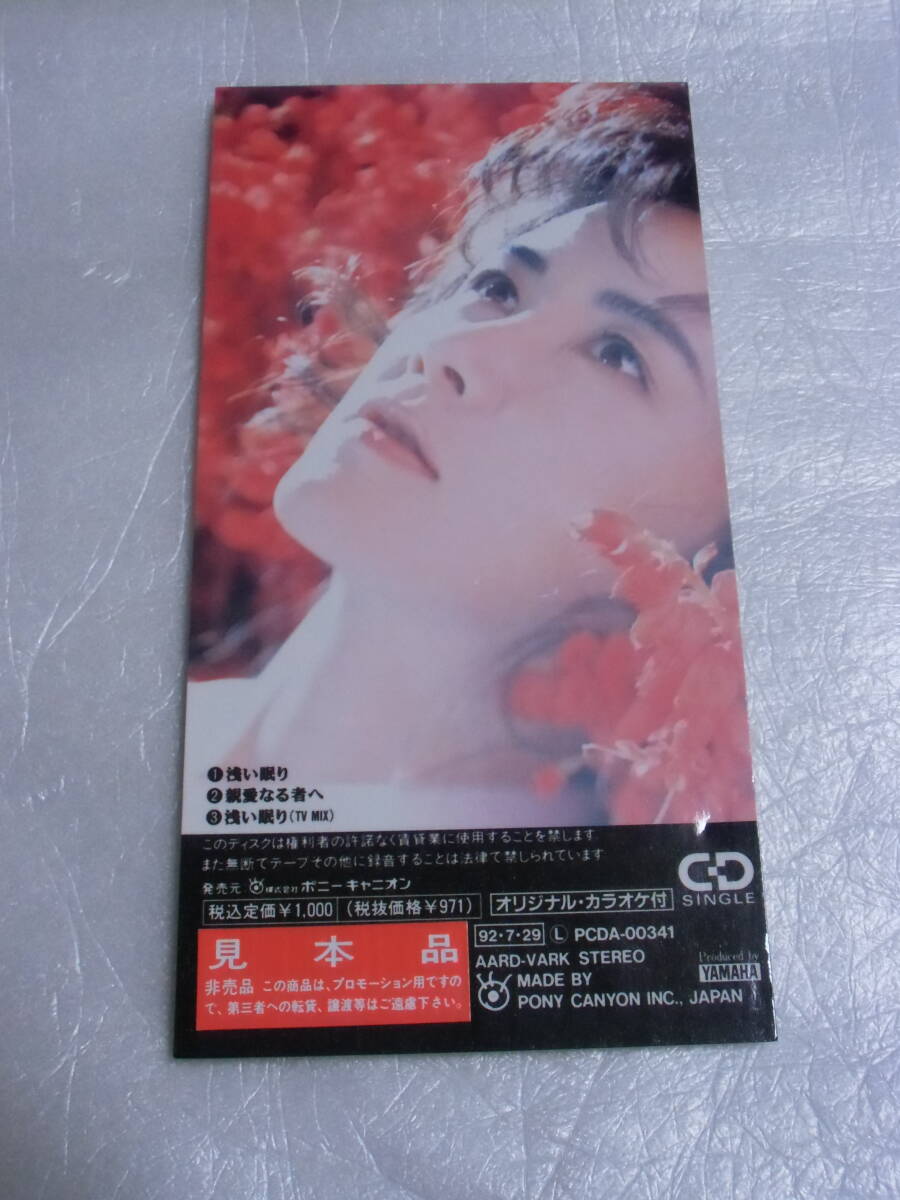 ❶浅い眠り
❷親愛なる者へ
❸浅い眠り(TV MIX)
このディスクは権利者の許諾なく賃貸業に使用することを禁します
また無断でテープその他に録音することは法律で禁じられています
発売元 株式会社 ポニーキャニオン
CD SINGLE
税込定価¥1,000 (税抜価格¥971) オリジナル・カラオケ付
見本品
非売品 この商品は、プロモーション用ですの
で、第三者への転貸、譲渡等はご遠慮下さい。
92・7・29 Ⓛ PCDA-00341
AARD-VARK STEREO
MADE BY
PONY CANYON INC., JAPAN
Produced by
YAMAHA